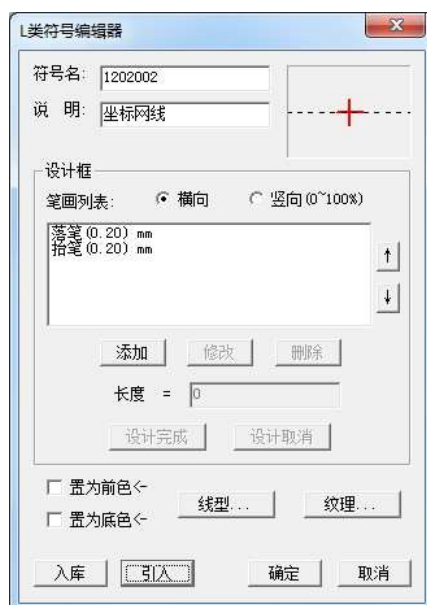 L类符号编辑器
符号名: 1202002
说 明: 坐标网线
设计框
笔画列表: 横向 竖向(0~100%)
落笔(0.20) mm
抬笔(0.20) mm
↑
↓
添加 修改 删除
长度 = 0
设计完成 设计取消
置为前色<-
置为底色<-
线型... 纹理...
入库 引入 确定 取消